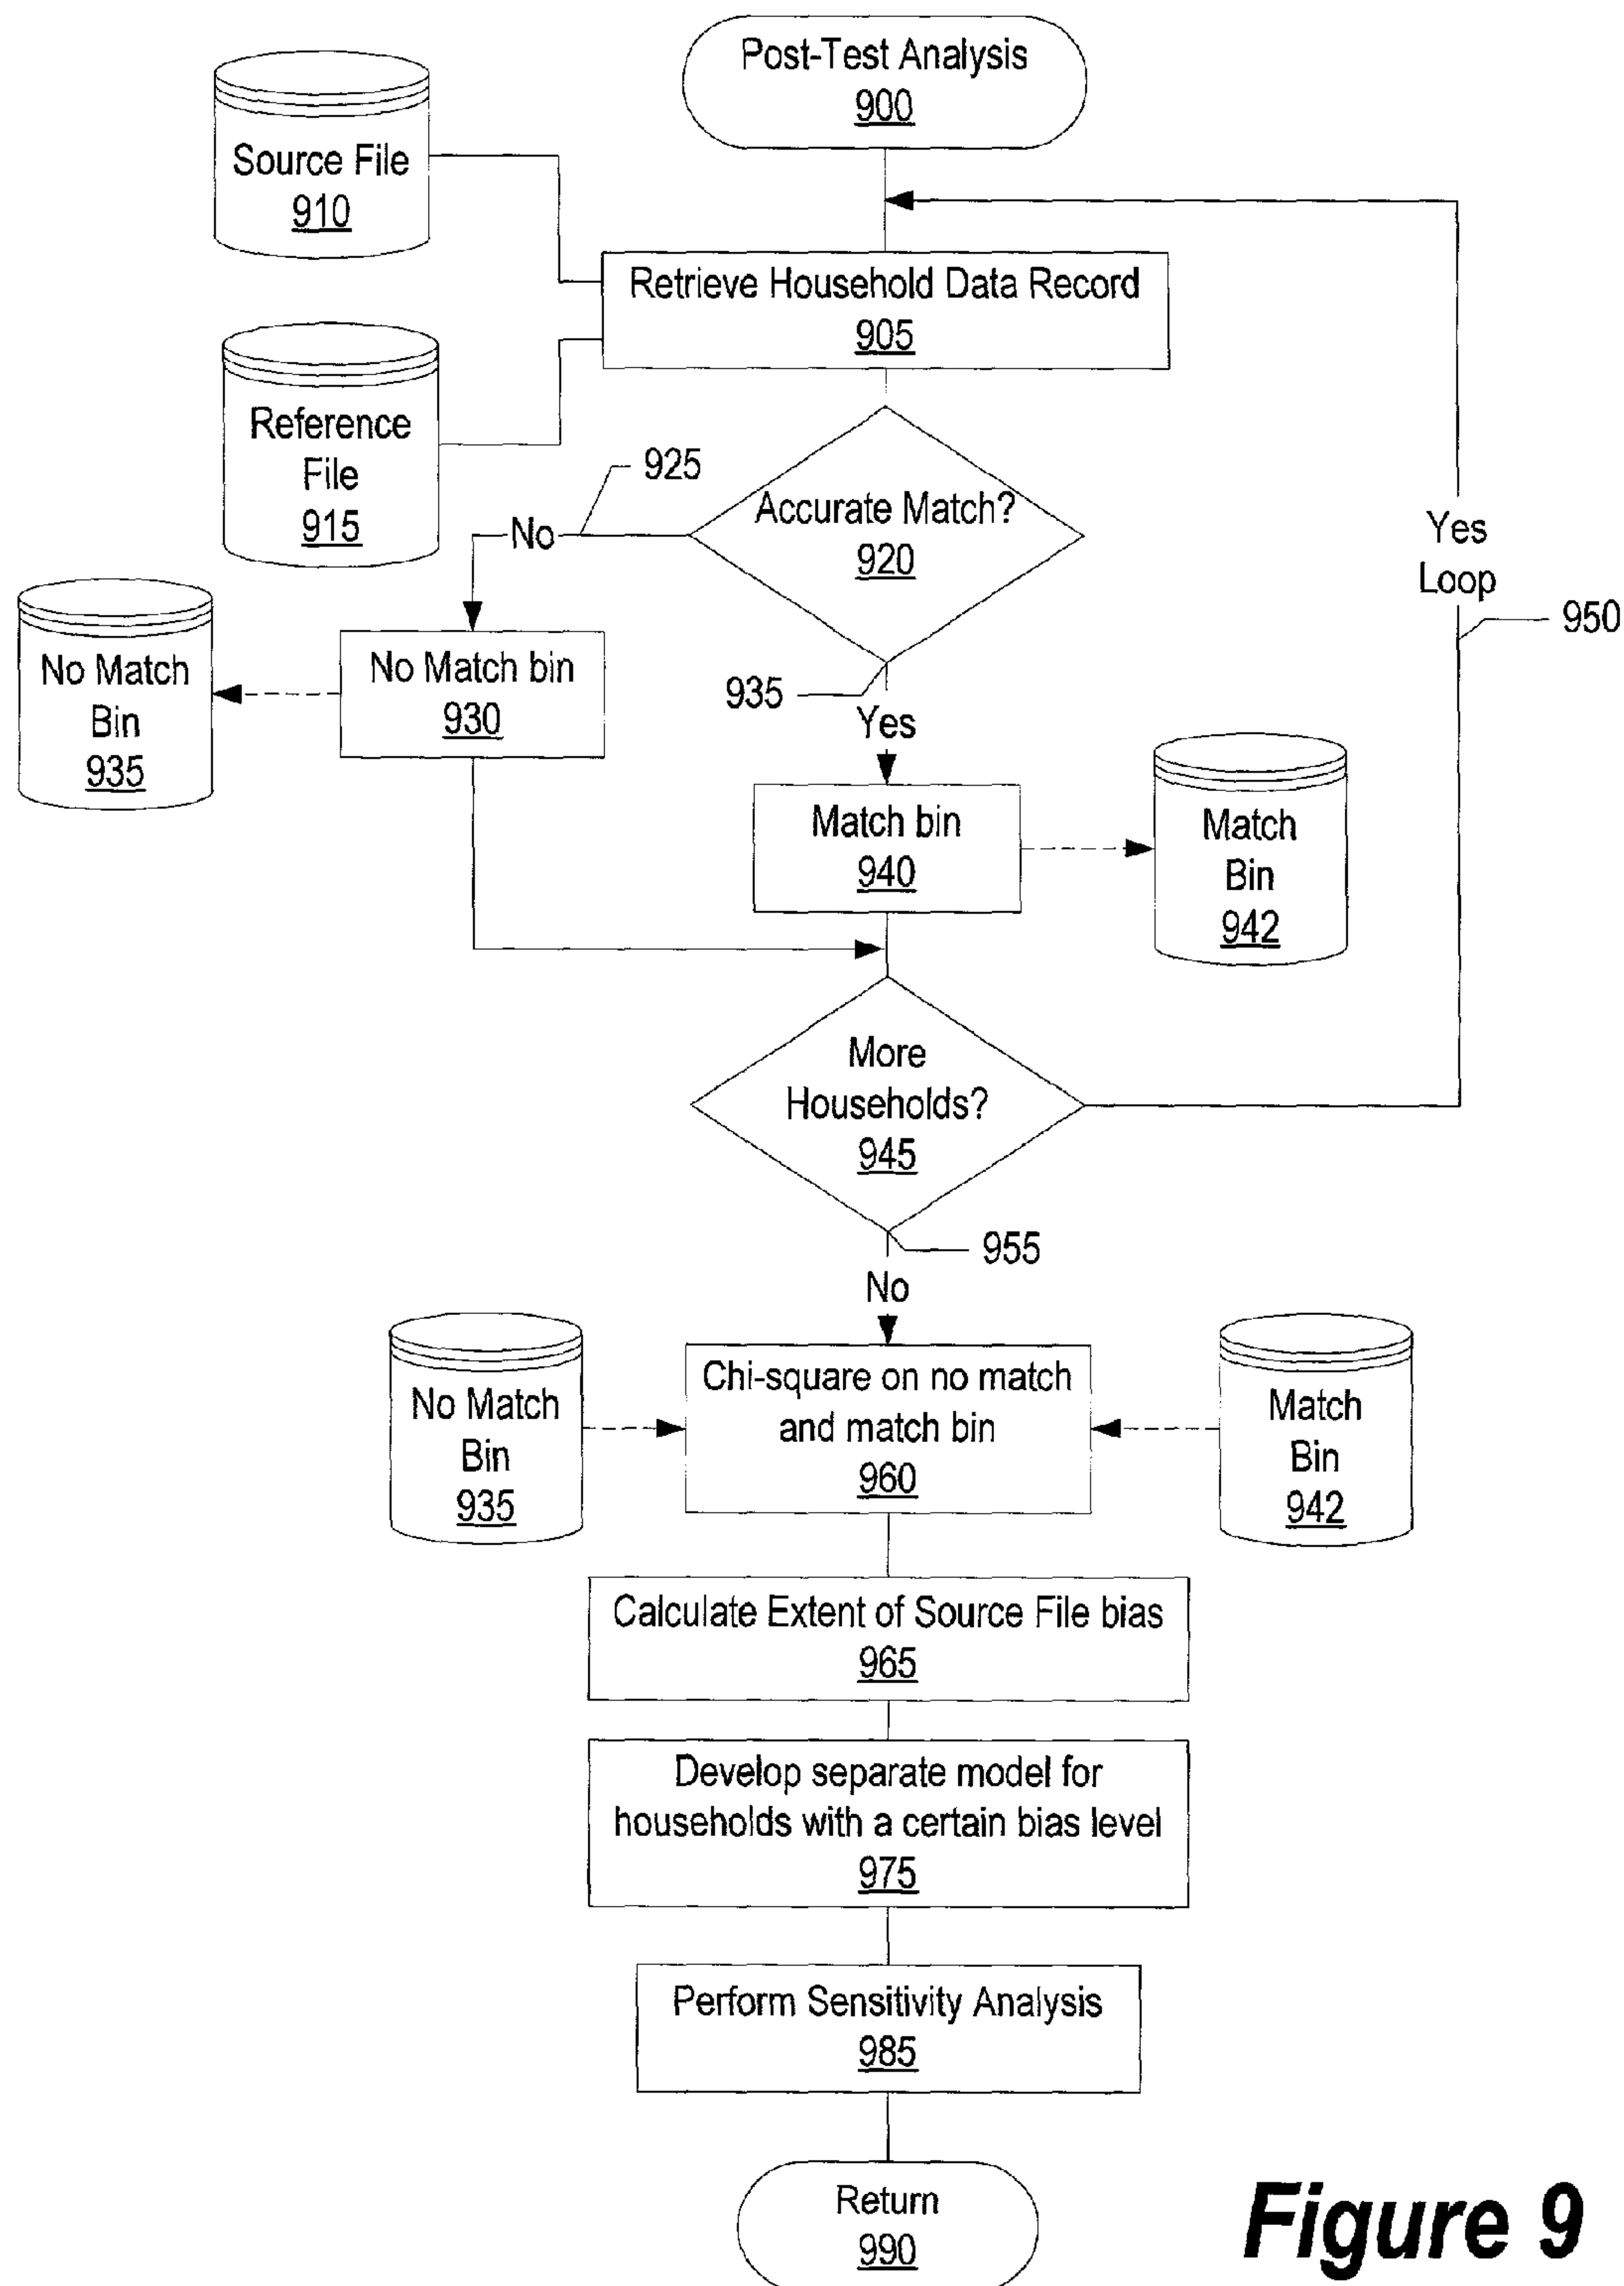 Post-Test Analysis
900
Source File
910
Retrieve Household Data Record
905
Reference
File
915
925
Accurate Match?
920
No
Yes
Loop
950
No Match
Bin
935
No Match bin
930
935
Yes
Match bin
940
Match
Bin
942
More
Households?
945
955
No
No Match
Bin
935
Chi-square on no match
and match bin
960
Match
Bin
942
Calculate Extent of Source File bias
965
Develop separate model for
households with a certain bias level
975
Perform Sensitivity Analysis
985
Return
990
Figure 9